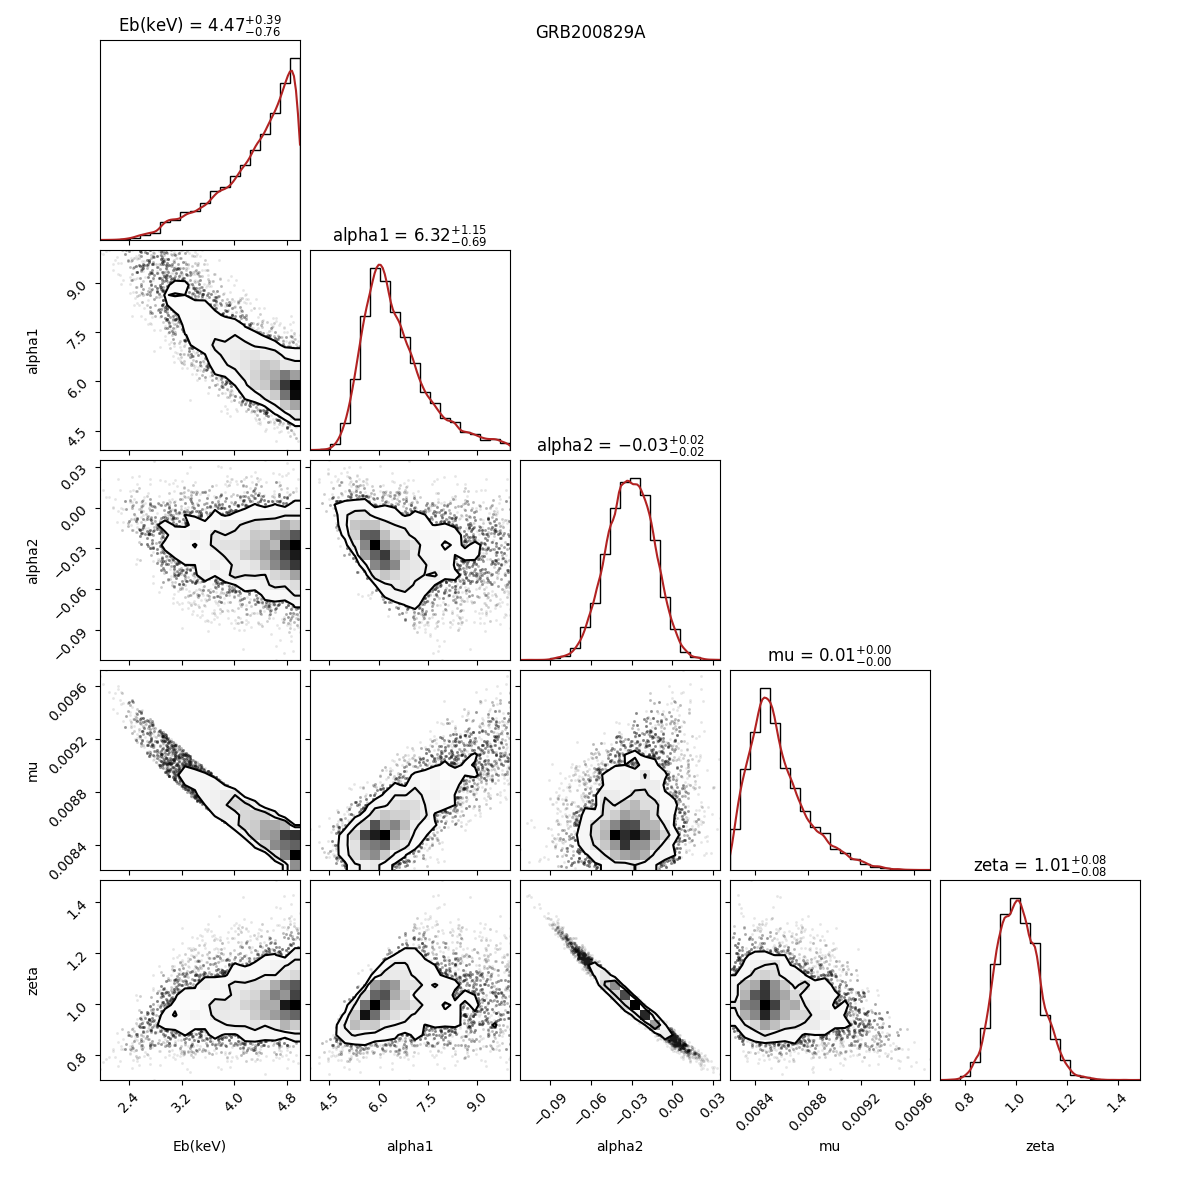 GRB200829A
Eb(keV) = 4.47 +0.39 −0.76
alpha1 = 6.32 +1.15 −0.69
alpha1
9.0
7.5
6.0
4.5
alpha2 = −0.03 +0.02 −0.02
alpha2
0.03
0.00
−0.03
−0.06
−0.09
mu = 0.01 +0.00 −0.00
mu
0.0096
0.0092
0.0088
0.0084
zeta = 1.01 +0.08 −0.08
zeta
1.4
1.2
1.0
0.8
2.4 3.2 4.0 4.8 4.5 6.0 7.5 9.0 −0.09 −0.06 −0.03 0.00 0.03 0.0084 0.0088 0.0092 0.0096 0.8 1.0 1.2 1.4
Eb(keV) alpha1 alpha2 mu zeta